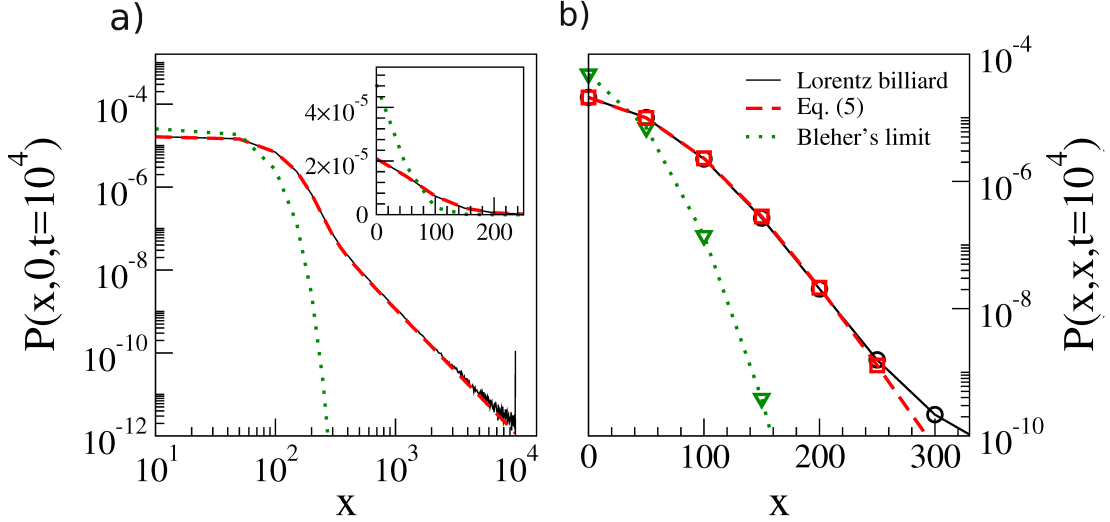 a)
b)
10^-4
10^-6
10^-8
10^-10
10^-12
10^1
10^2
10^3
10^4
x
P(x,0,t=10^4)
4×10^-5
2×10^-5
0
0
100
200
Lorentz billiard
Eq. (5)
Bleher's limit
0
100
200
300
x
10^-4
10^-6
10^-8
10^-10
P(x,x,t=10^4)